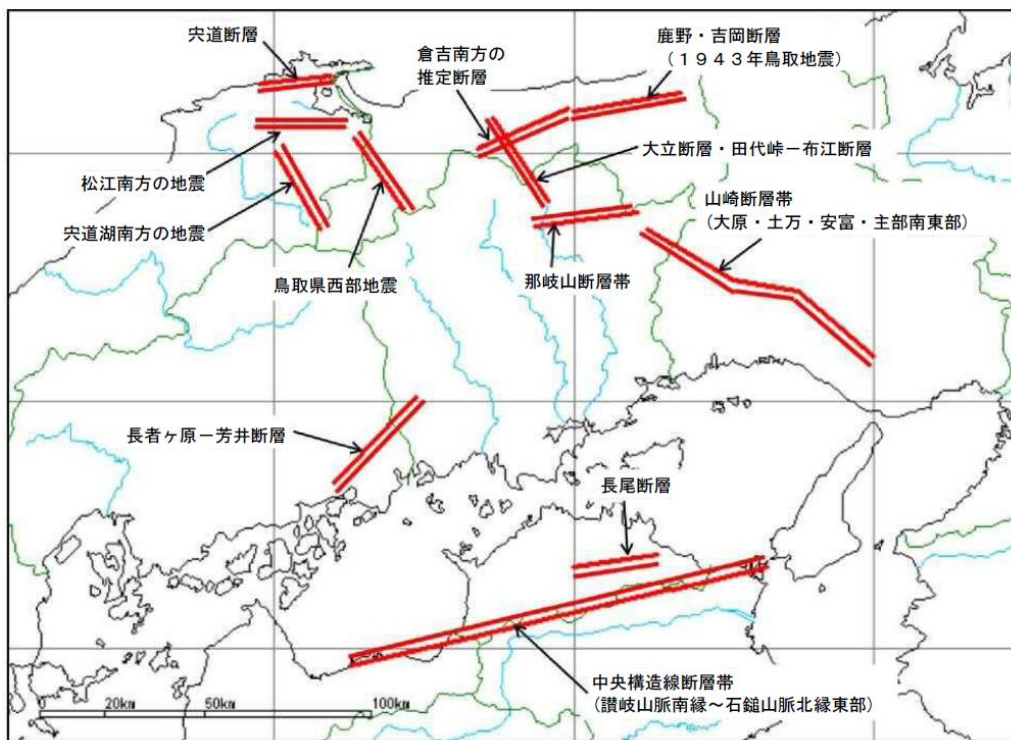 宍道断層
倉吉南方の
推定断層
鹿野・吉岡断層
(1943年鳥取地震)
大立断層・田代峠−布江断層
松江南方の地震
山崎断層帯
(大原・土万・安富・主部南東部)
宍道湖南方の地震
鳥取県西部地震
那岐山断層帯
長者ヶ原−芳井断層
長尾断層
中央構造線断層帯
(讃岐山脈南縁〜石鎚山脈北縁東部)
0 20km 50km 100km